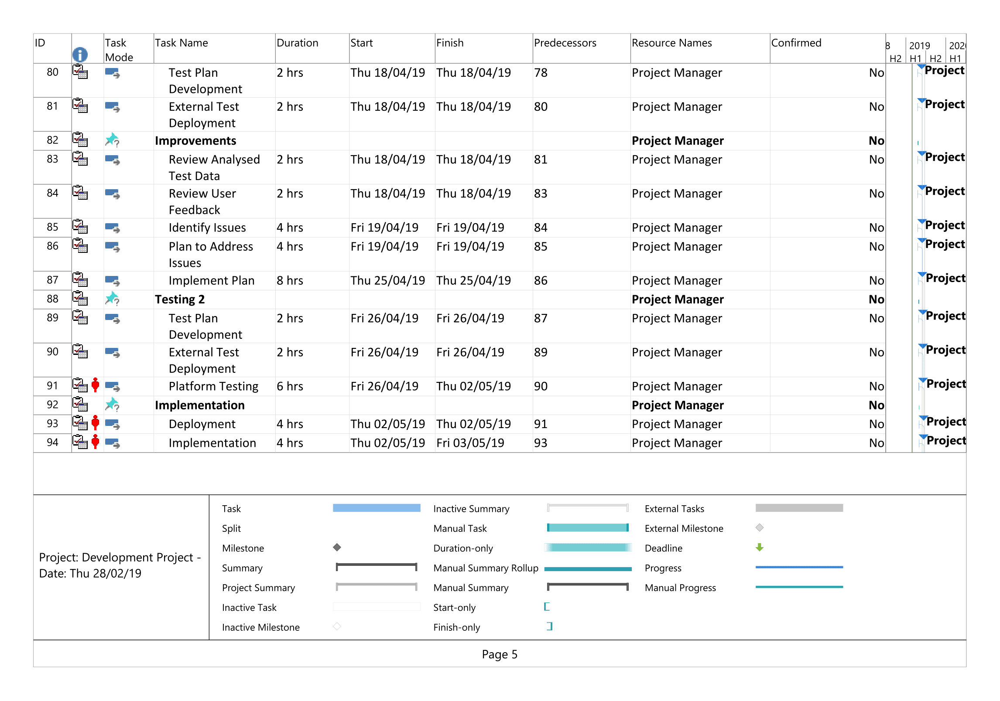 ID Task Mode Task Name Duration Start Finish Predecessors Resource Names Confirmed
8 2019 202
H2 H1 H2 H1
80 Test Plan Development 2 hrs Thu 18/04/19 Thu 18/04/19 78 Project Manager No Project
81 External Test Deployment 2 hrs Thu 18/04/19 Thu 18/04/19 80 Project Manager No Project
82 Improvements Project Manager No
83 Review Analysed Test Data 2 hrs Thu 18/04/19 Thu 18/04/19 81 Project Manager No Project
84 Review User Feedback 2 hrs Thu 18/04/19 Thu 18/04/19 83 Project Manager No Project
85 Identify Issues 4 hrs Fri 19/04/19 Fri 19/04/19 84 Project Manager No Project
86 Plan to Address Issues 4 hrs Fri 19/04/19 Fri 19/04/19 85 Project Manager No Project
87 Implement Plan 8 hrs Thu 25/04/19 Thu 25/04/19 86 Project Manager No Project
88 Testing 2 Project Manager No
89 Test Plan Development 2 hrs Fri 26/04/19 Fri 26/04/19 87 Project Manager No Project
90 External Test Deployment 2 hrs Fri 26/04/19 Fri 26/04/19 89 Project Manager No Project
91 Platform Testing 6 hrs Fri 26/04/19 Thu 02/05/19 90 Project Manager No Project
92 Implementation Project Manager No
93 Deployment 4 hrs Thu 02/05/19 Thu 02/05/19 91 Project Manager No Project
94 Implementation 4 hrs Thu 02/05/19 Fri 03/05/19 93 Project Manager No Project
Project: Development Project -
Date: Thu 28/02/19
Task
Split
Milestone
Summary
Project Summary
Inactive Task
Inactive Milestone
Inactive Summary
Manual Task
Duration-only
Manual Summary Rollup
Manual Summary
Start-only
Finish-only
External Tasks
External Milestone
Deadline
Progress
Manual Progress
Page 5